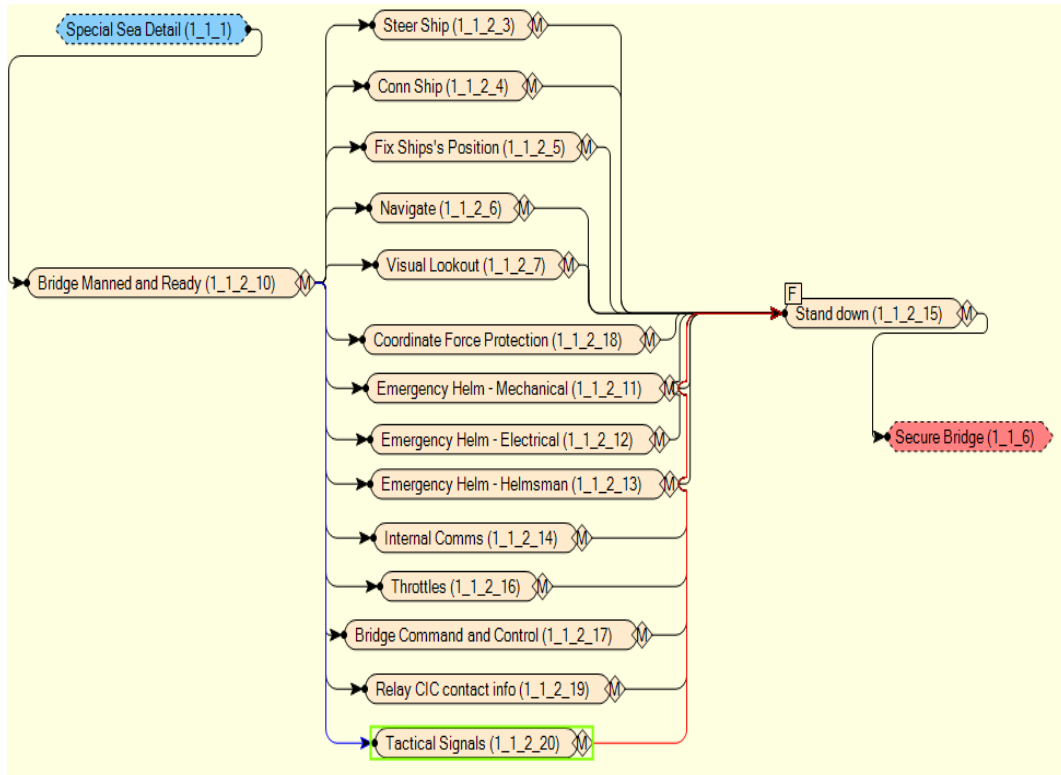 Special Sea Detail (1_1_1)
Steer Ship (1_1_2_3)
M
Conn Ship (1_1_2_4)
M
Fix Ships's Position (1_1_2_5)
M
Navigate (1_1_2_6)
M
Visual Lookout (1_1_2_7)
M
Bridge Manned and Ready (1_1_2_10)
M
F
Stand down (1_1_2_15)
M
Coordinate Force Protection (1_1_2_18)
M
Emergency Helm - Mechanical (1_1_2_11)
M
Emergency Helm - Electrical (1_1_2_12)
M
Secure Bridge (1_1_6)
Emergency Helm - Helmsman (1_1_2_13)
M
Internal Comms (1_1_2_14)
M
Throttles (1_1_2_16)
M
Bridge Command and Control (1_1_2_17)
M
Relay CIC contact info (1_1_2_19)
M
Tactical Signals (1_1_2_20)
M